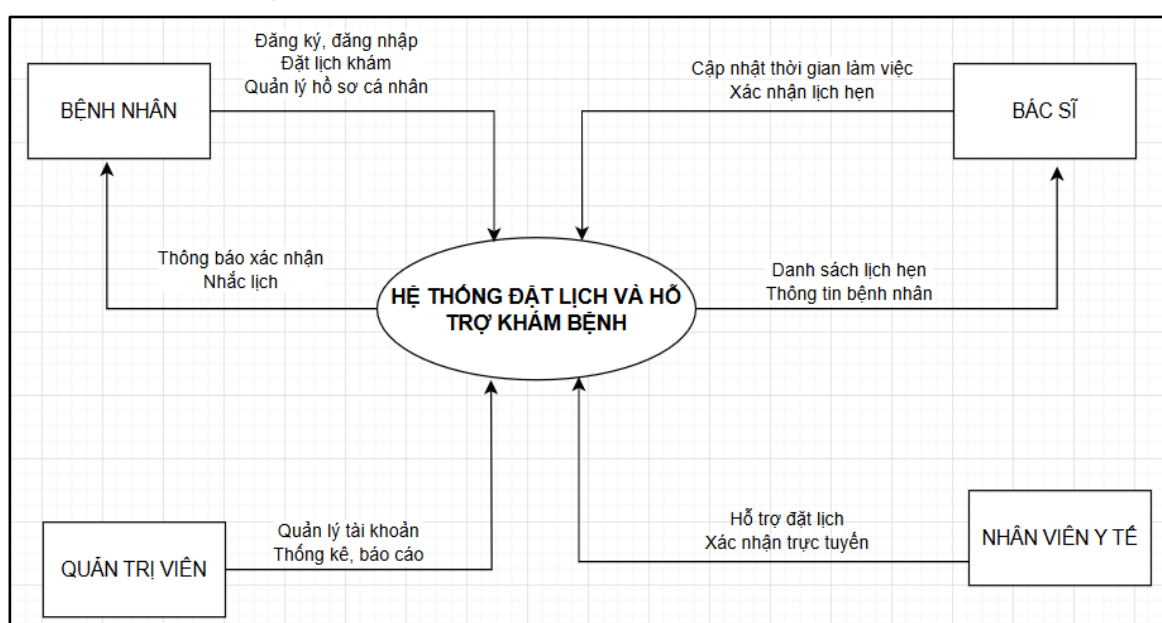 Đăng ký, đăng nhập
Đặt lịch khám
Quản lý hồ sơ cá nhân
BỆNH NHÂN
Cập nhật thời gian làm việc
Xác nhận lịch hẹn
BÁC SĨ
Thông báo xác nhận
Nhắc lịch
HỆ THỐNG ĐẶT LỊCH VÀ HỖ
TRỢ KHÁM BỆNH
Danh sách lịch hẹn
Thông tin bệnh nhân
Quản lý tài khoản
Thống kê, báo cáo
QUẢN TRỊ VIÊN
Hỗ trợ đặt lịch
Xác nhận trực tuyến
NHÂN VIÊN Y TẾ